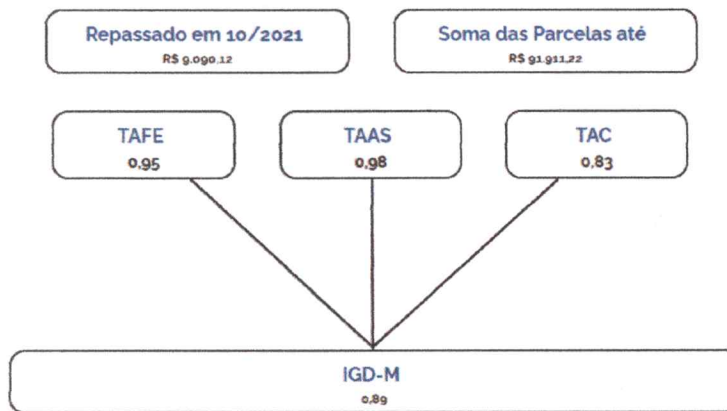 Repassado em 10/2021
R$ 9.090,12
Soma das Parcelas até
R$ 91.911,22
TAFE
0,95
TAAS
0,98
TAC
0,83
IGD-M
0,89